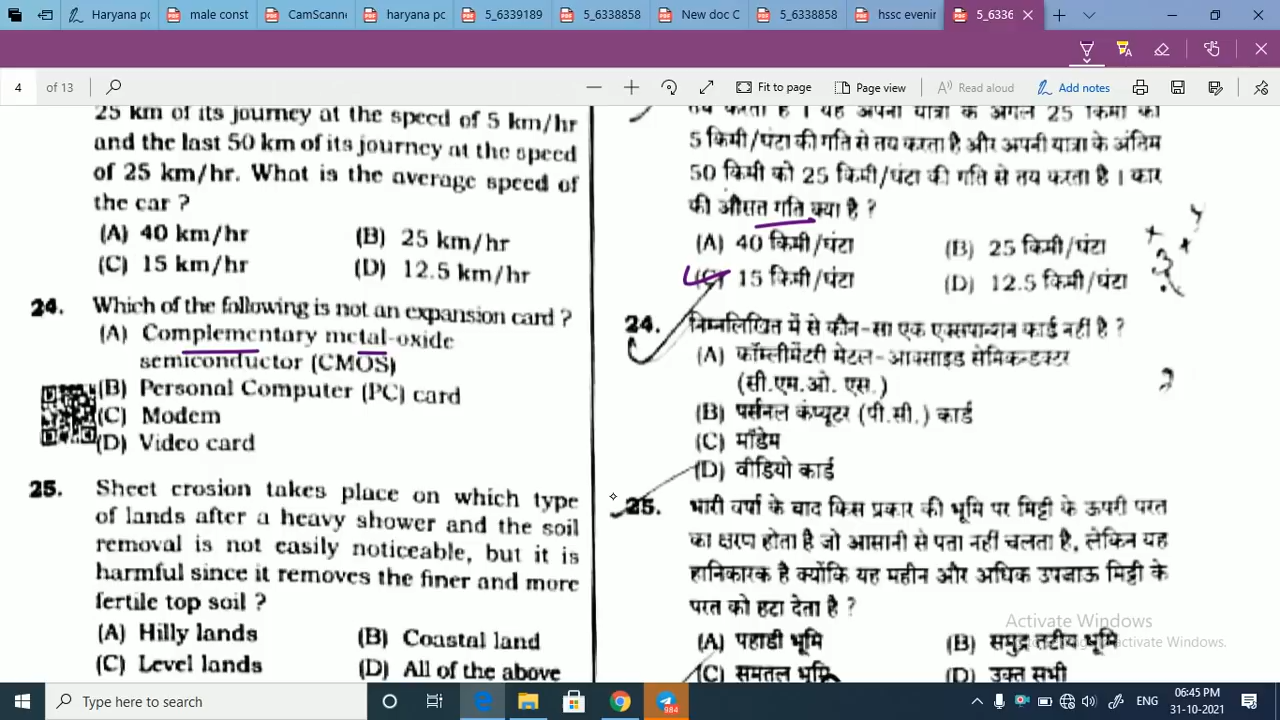 Haryana pc
male const
CamScanne
haryana pc
5_6339189
5_6338858
New doc C
5_6338858
hssc evenir
5_6336
4 of 13
Fit to page
Page view
Read aloud
Add notes
25 km of its journey at the speed of 5 km/hr
and the last 50 km of its journey at the speed
of 25 km/hr. What is the average speed of
the car ?
(A) 40 km/hr (B) 25 km/hr
(C) 15 km/hr (D) 12.5 km/hr
24. Which of the following is not an expansion card ?
(A) Complementary metal-oxide
semiconductor (CMOS)
(B) Personal Computer (PC) card
(C) Modem
(D) Video card
25. Sheet erosion takes place on which type
of lands after a heavy shower and the soil
removal is not easily noticeable, but it is
harmful since it removes the finer and more
fertile top soil ?
(A) Hilly lands (B) Coastal land
(C) Level lands (D) All of the above
तय करता है । यह अपनी यात्रा के अगले 25 किमी को
5 किमी/घंटा की गति से तय करता है और अपनी यात्रा के अंतिम
50 किमी को 25 किमी/घंटा की गति से तय करता है । कार
की औसत गति क्या है ?
(A) 40 किमी/घंटा (B) 25 किमी/घंटा
(C) 15 किमी/घंटा (D) 12.5 किमी/घंटा
24. निम्नलिखित में से कौन-सा एक एक्सपान्शन कार्ड नहीं है ?
(A) कॉम्लीमेंटरी मेटल-आक्साइड सेमिकन्डक्टर
(सी.एम.ओ. एस.)
(B) पर्सनल कंप्यूटर (पी.सी.) कार्ड
(C) मॉडेम
(D) वीडियो कार्ड
25. भारी वर्षा के बाद किस प्रकार की भूमि पर मिट्टी के ऊपरी परत
का क्षरण होता है जो आसानी से पता नहीं चलता है, लेकिन यह
हानिकारक है क्योंकि यह महीन और अधिक उपजाऊ मिट्टी के
परत को हटा देता है ?
(A) पहाडी भूमि (B) समुद्र तटीय भूमि
(C) समतल भूमि (D) उक्त सभी
Activate Windows
Activate Windows.
Type here to search
984
ENG
06:45 PM
31-10-2021